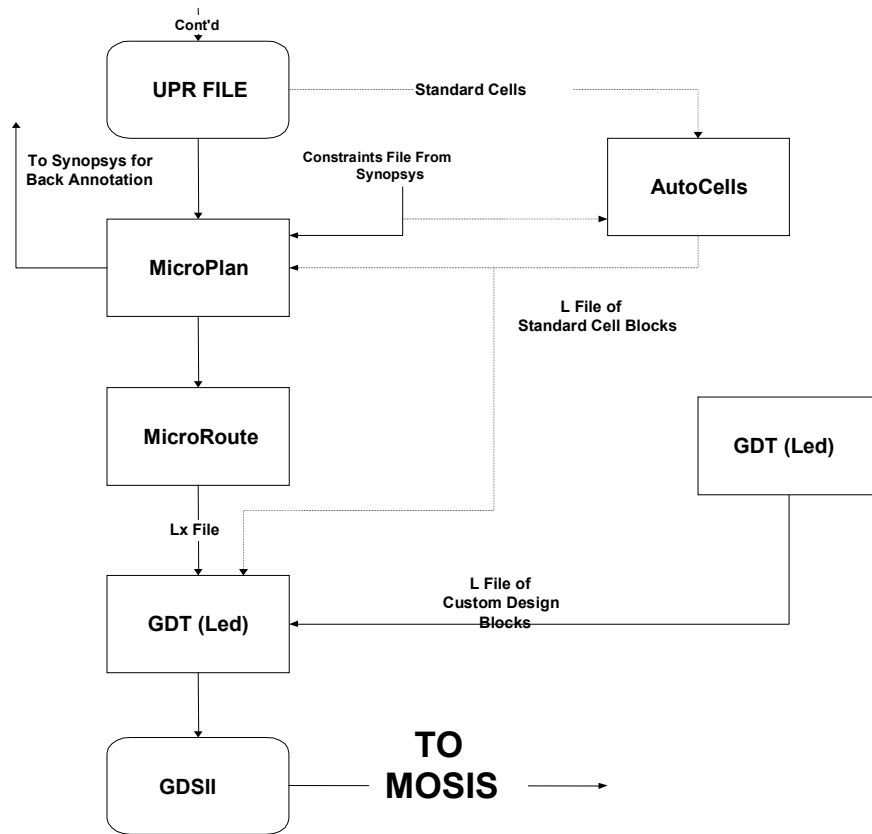 Cont'd
UPR FILE
Standard Cells
To Synopsys for
Back Annotation
Constraints File From
Synopsys
AutoCells
MicroPlan
L File of
Standard Cell Blocks
MicroRoute
GDT (Led)
Lx File
L File of
Custom Design
Blocks
GDT (Led)
TO
MOSIS
GDSII